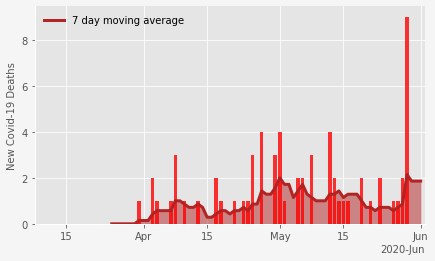 7 day moving average
New Covid-19 Deaths
8
6
4
2
0
15
Apr
15
May
15
Jun
2020-Jun